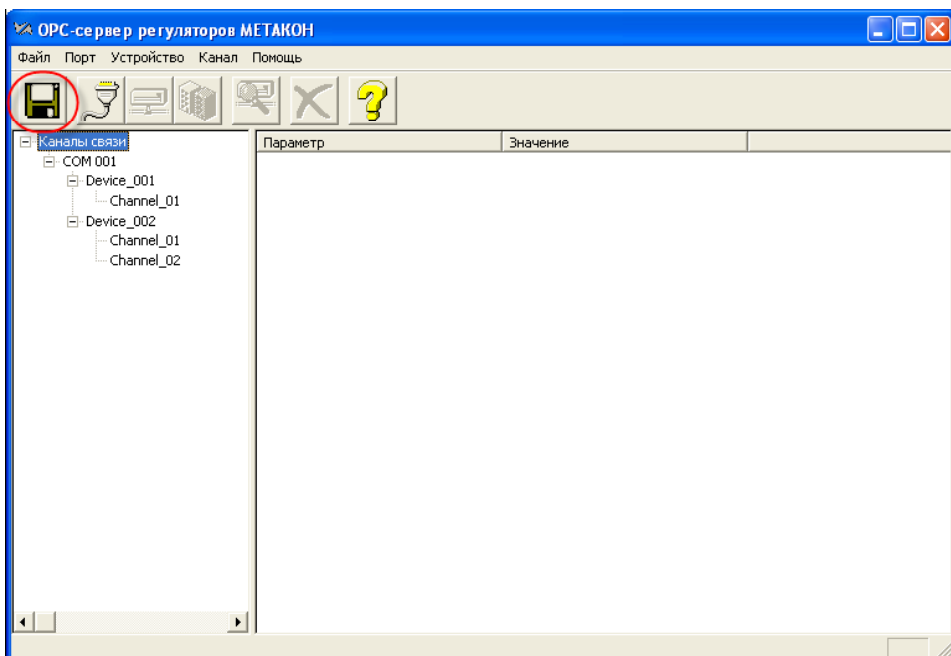 ОРС-сервер регуляторов МЕТАКОН
Файл Порт Устройство Канал Помощь
Каналы связи
COM 001
Device_001
Channel_01
Device_002
Channel_01
Channel_02
Параметр Значение